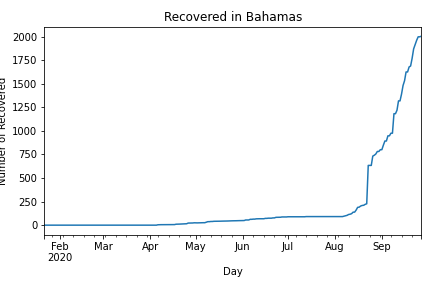 Recovered in Bahamas
Number of Recovered
2000
1750
1500
1250
1000
750
500
250
0
Feb Mar Apr May Jun Jul Aug Sep
2020
Day